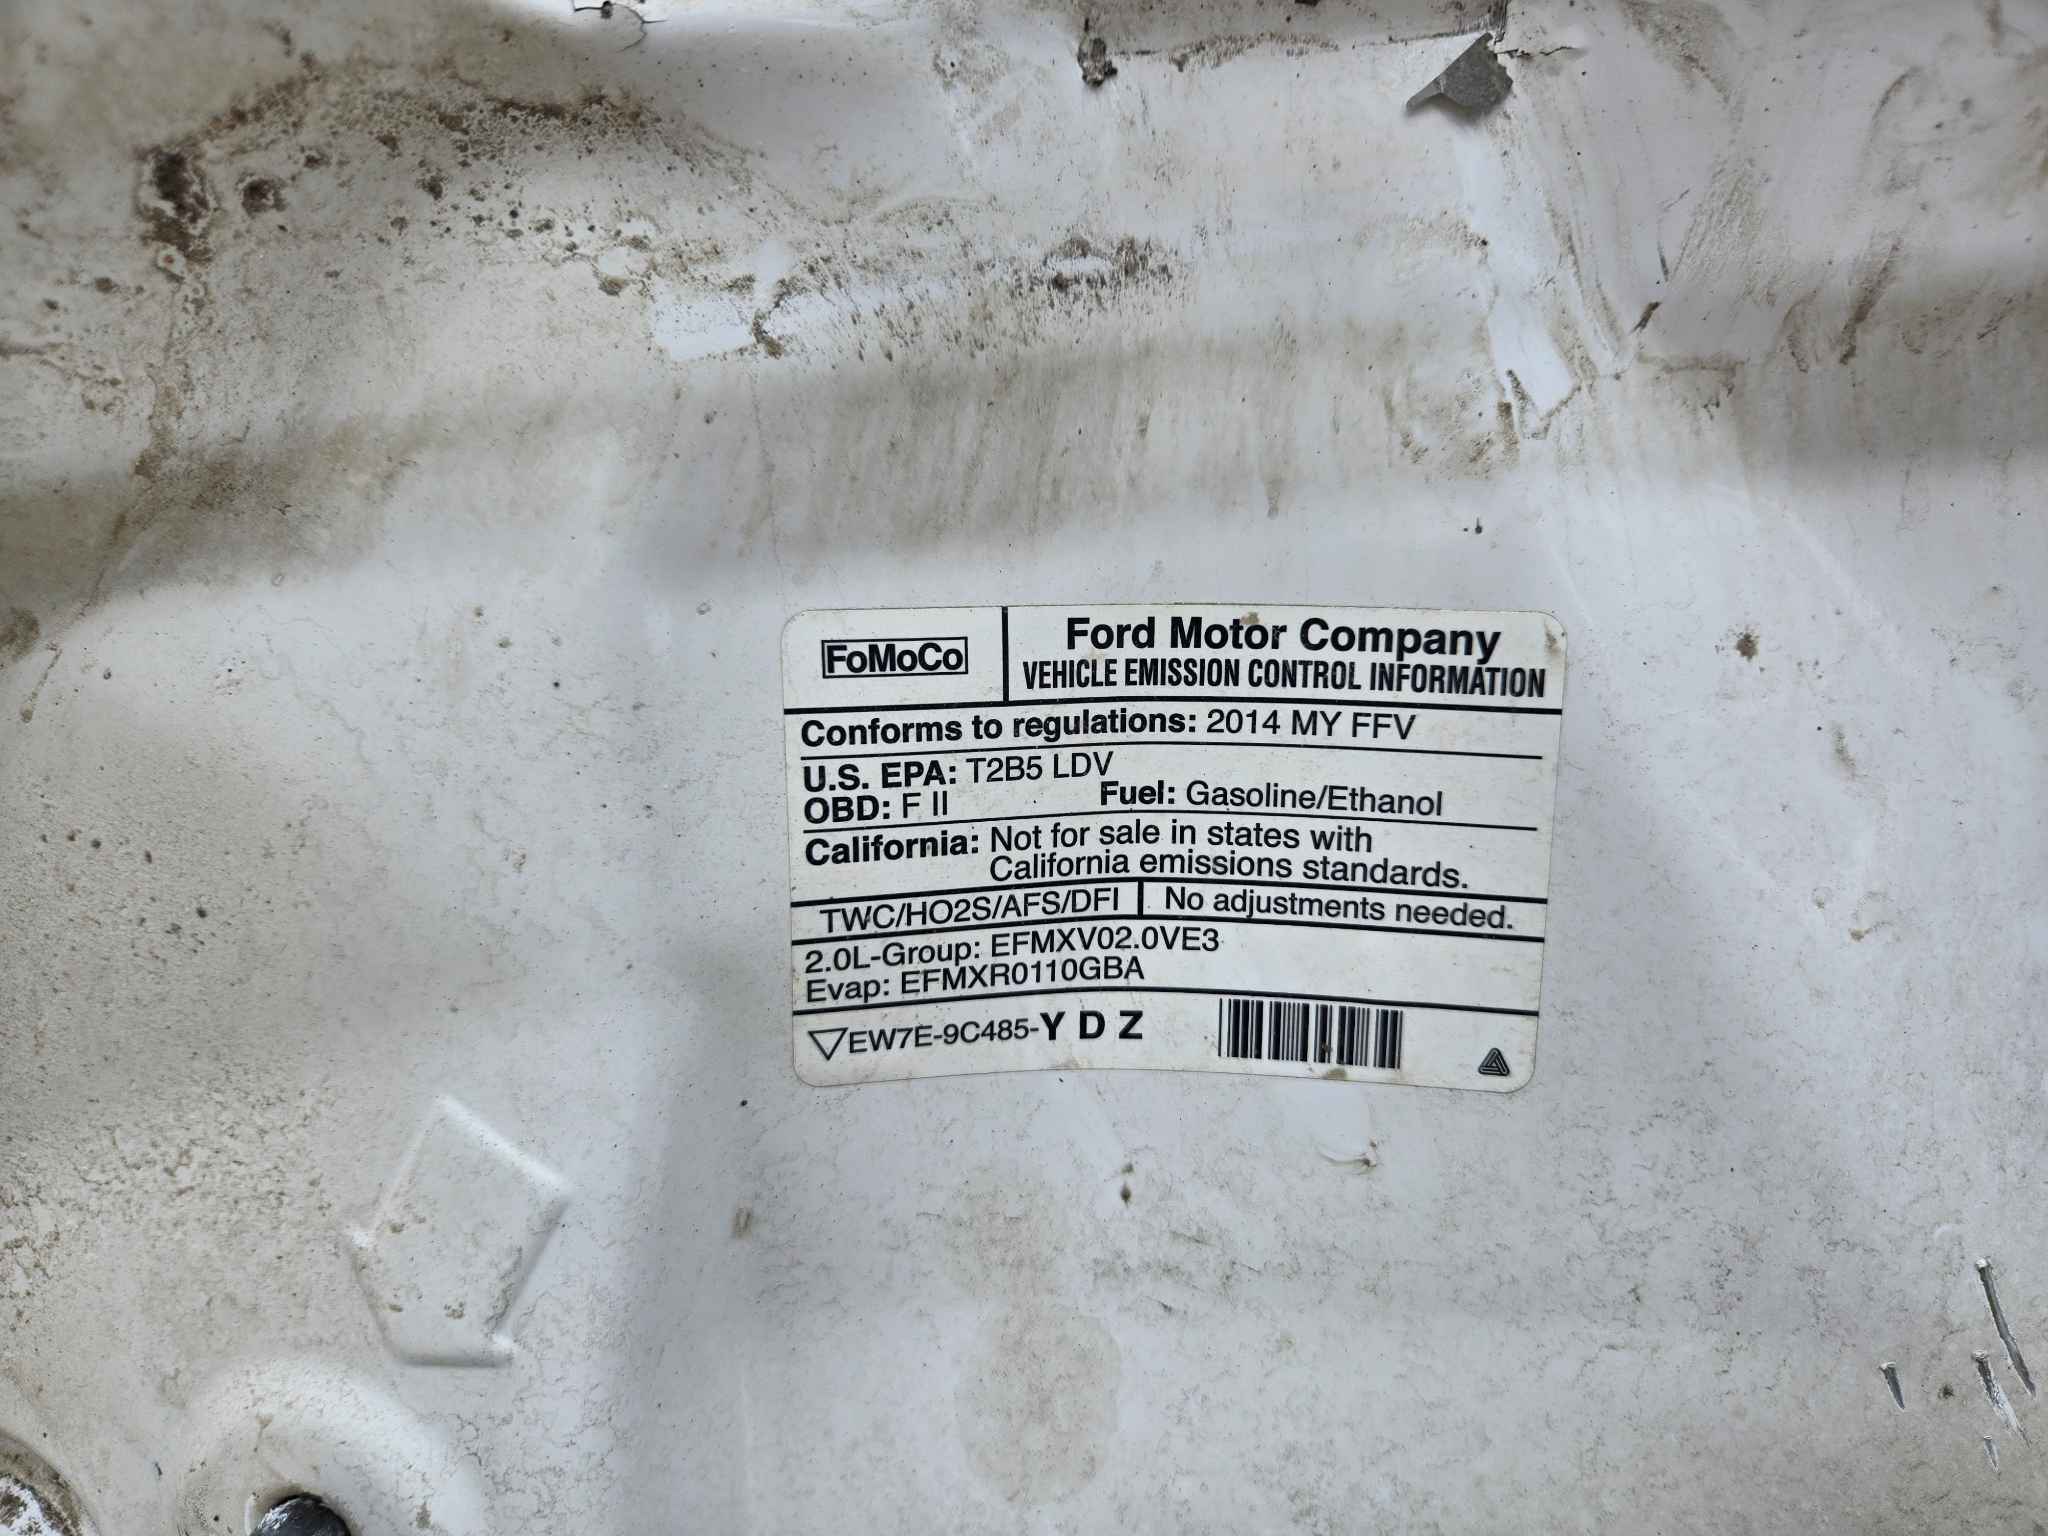 FoMoCo
Ford Motor Company
VEHICLE EMISSION CONTROL INFORMATION
Conforms to regulations: 2014 MY FFV
U.S. EPA: T2B5 LDV
OBD: F II Fuel: Gasoline/Ethanol
California: Not for sale in states with
California emissions standards.
TWC/HO2S/AFS/DFI No adjustments needed.
2.0L-Group: EFMXV02.0VE3
Evap: EFMXR0110GBA
EW7E-9C485-Y D Z